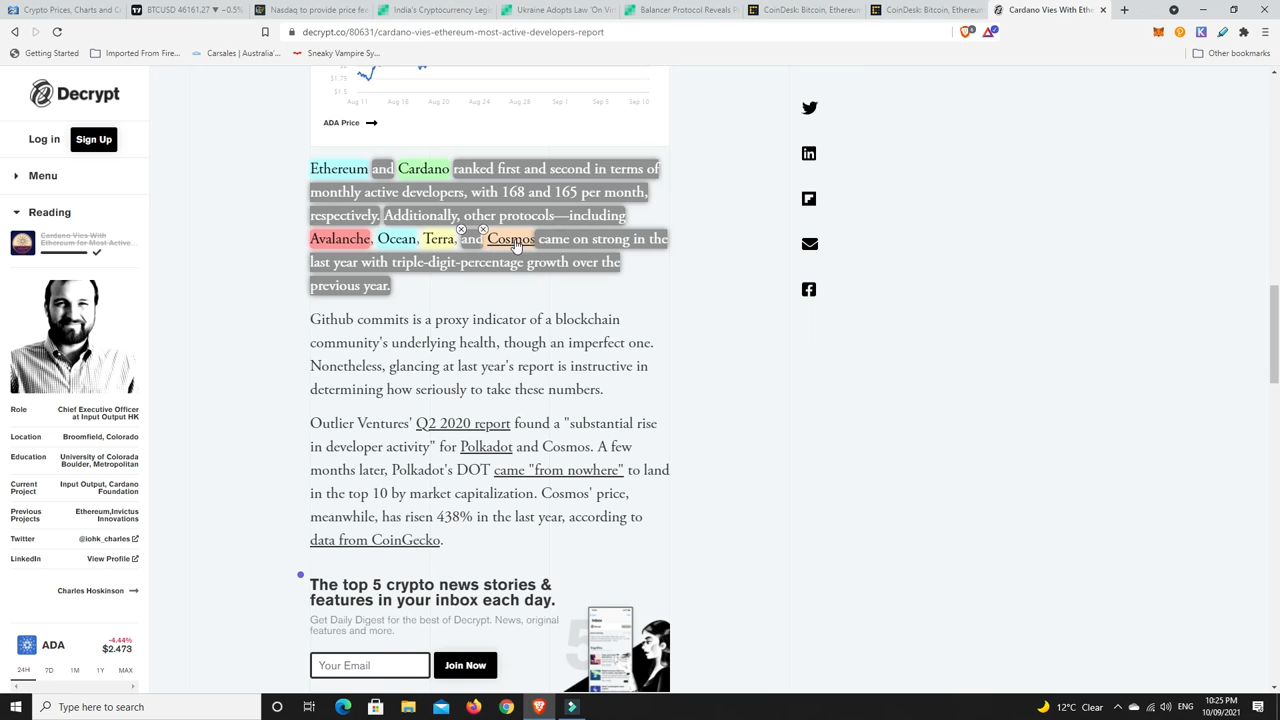 Crypto Prices, Charts and C
BTCUSD 46161.27 ▼ −0.5%
Nasdaq to provide price fe
India's Cryptocurrency Legi
Ukraine Adopts Law 'On Vir
Balancer Protocol Reveals P
CoinDesk: Bitcoin, Ethereum
CoinDesk: Bitcoin, Ethereum
Cardano Vies With Ethe
decrypt.co/80631/cardano-vies-ethereum-most-active-developers-report
Getting Started
Imported From Fire...
Carsales | Australia'...
Sneaky Vampire Sy...
Other bookmarks
Decrypt
Log in
Sign Up
Menu
Reading
Cardano Vies With
Ethereum for Most Active...
Role
Chief Executive Officer
at Input Output HK
Location
Broomfield, Colorado
Education
University of Colorada
Boulder, Metropolitan
Current
Project
Input Output, Cardano
Foundation
Previous
Projects
Ethereum,Invictus
Innovations
Twitter
@iohk_charles
LinkedIn
View Profile
Charles Hoskinson
ADA
-4.44%
$2.473
24H 7D 1M 1Y MAX
$1.75
$1.5
Aug 11 Aug 16 Aug 20 Aug 24 Aug 28 Sep 1 Sep 5 Sep 10
ADA Price
Ethereum and Cardano ranked first and second in terms of
monthly active developers, with 168 and 165 per month,
respectively. Additionally, other protocols—including
Avalanche, Ocean, Terra, and Cosmos came on strong in the
last year with triple-digit-percentage growth over the
previous year.
Github commits is a proxy indicator of a blockchain
community's underlying health, though an imperfect one.
Nonetheless, glancing at last year's report is instructive in
determining how seriously to take these numbers.
Outlier Ventures' Q2 2020 report found a "substantial rise
in developer activity" for Polkadot and Cosmos. A few
months later, Polkadot's DOT came "from nowhere" to land
in the top 10 by market capitalization. Cosmos' price,
meanwhile, has risen 438% in the last year, according to
data from CoinGecko.
The top 5 crypto news stories &
features in your inbox each day.
Get Daily Digest for the best of Decrypt. News, original
features and more.
Your Email
Join Now
Type here to search
12°C Clear
ENG
10:25 PM
10/09/2021